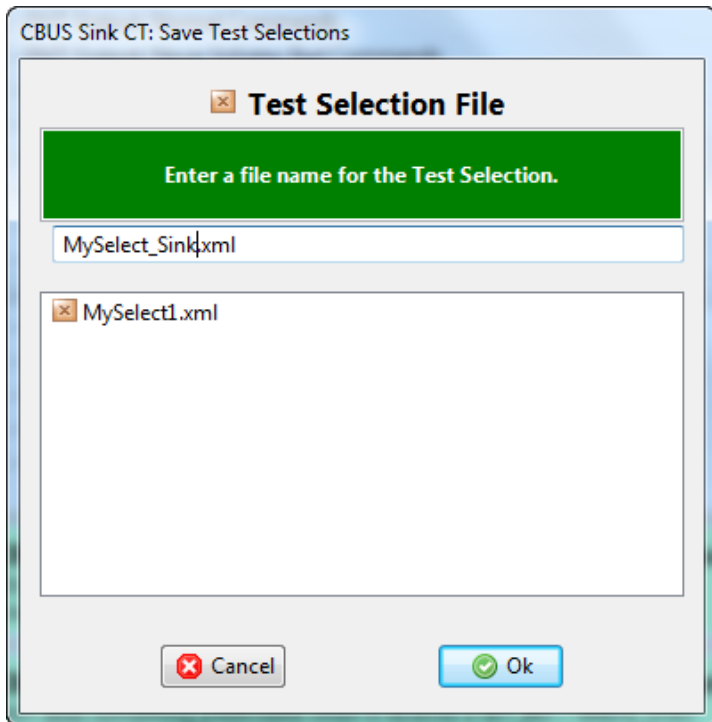 CBUS Sink CT: Save Test Selections
Test Selection File
Enter a file name for the Test Selection.
MySelect_Sink.xml
MySelect1.xml
Cancel
Ok